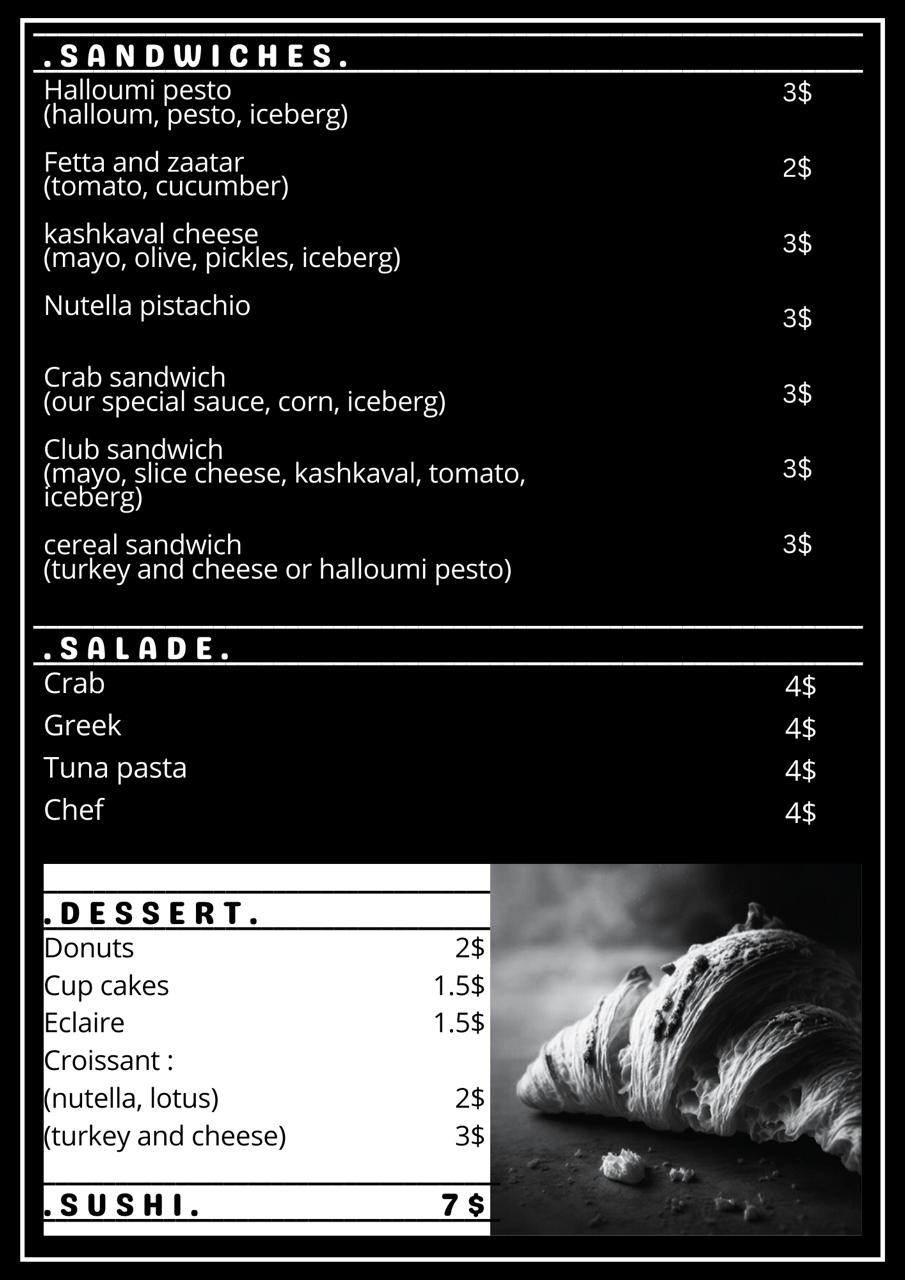 .SANDWICHES.
Halloumi pesto 3$
(halloum, pesto, iceberg)
Fetta and zaatar 2$
(tomato, cucumber)
kashkaval cheese 3$
(mayo, olive, pickles, iceberg)
Nutella pistachio 3$
Crab sandwich 3$
(our special sauce, corn, iceberg)
Club sandwich 3$
(mayo, slice cheese, kashkaval, tomato,
iceberg)
cereal sandwich 3$
(turkey and cheese or halloumi pesto)
.SALADE.
Crab 4$
Greek 4$
Tuna pasta 4$
Chef 4$
.DESSERT.
Donuts 2$
Cup cakes 1.5$
Eclaire 1.5$
Croissant :
(nutella, lotus) 2$
(turkey and cheese) 3$
.SUSHI. 7$